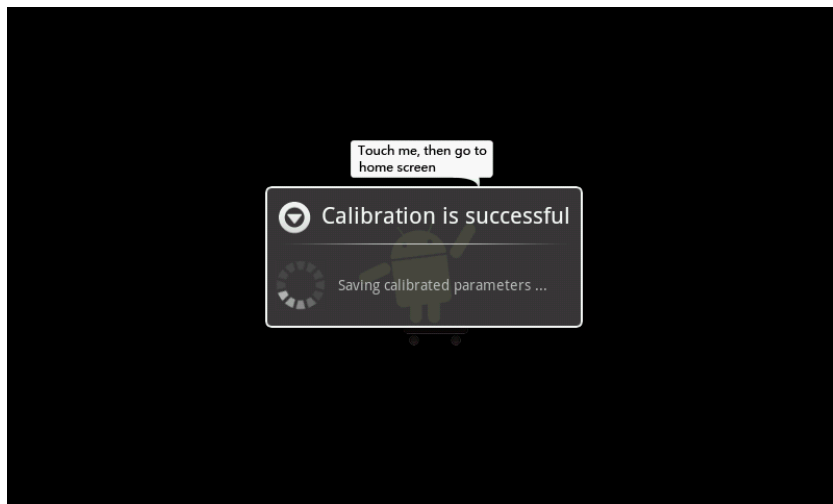 Touch me, then go to
home screen
Calibration is successful
Saving calibrated parameters ...